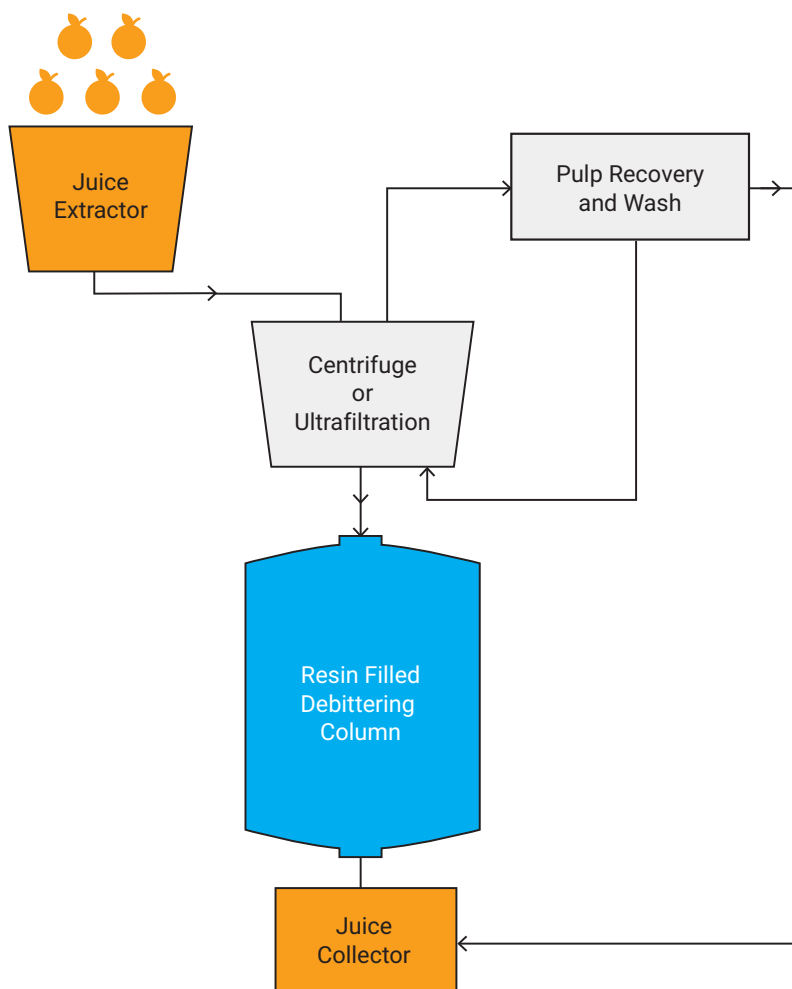 Juice
Extractor
Pulp Recovery
and Wash
Centrifuge
or
Ultrafiltration
Resin Filled
Debittering
Column
Juice
Collector